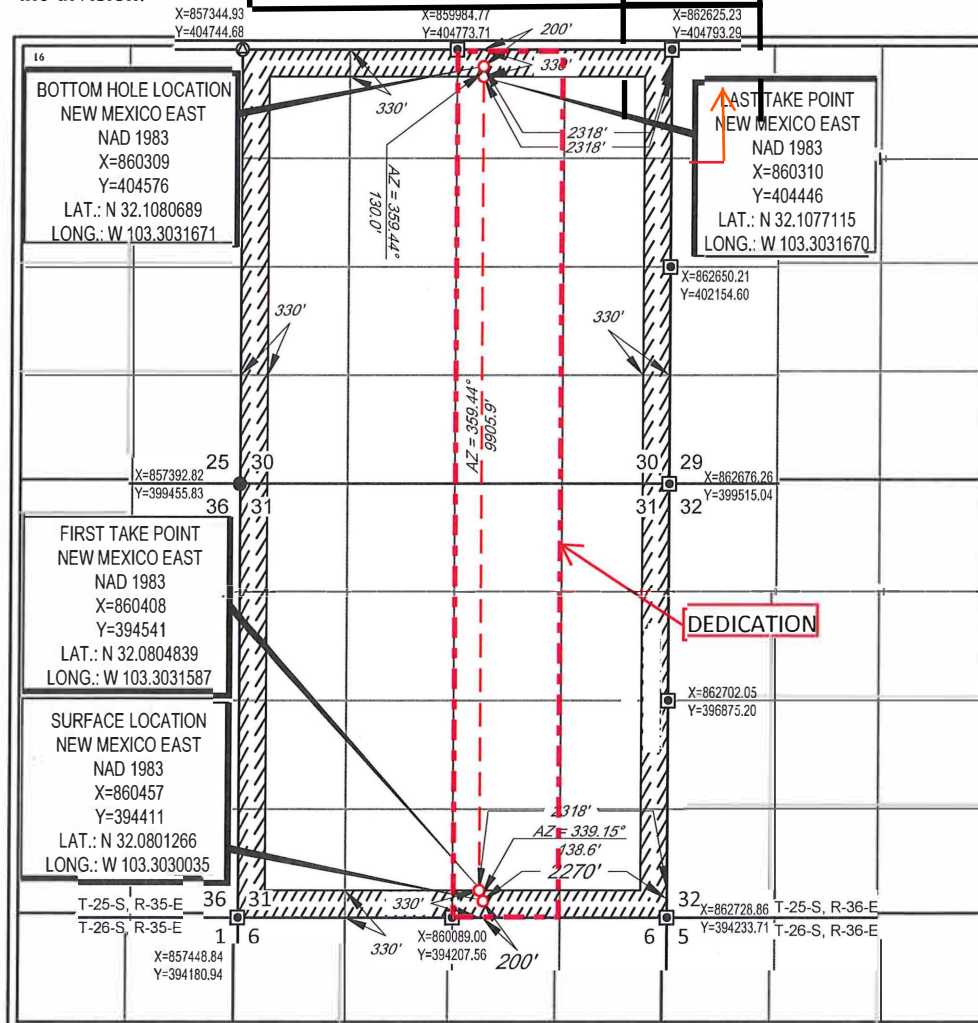 X=857344.93
Y=404744.68
X=859984.77
Y=404773.71
X=862625.23
Y=404793.29
200'
16
330'
330'
BOTTOM HOLE LOCATION
NEW MEXICO EAST
NAD 1983
X=860309
Y=404576
LAT.: N 32.1080689
LONG.: W 103.3031671
LAST TAKE POINT
NEW MEXICO EAST
NAD 1983
X=860310
Y=404446
LAT.: N 32.1077115
LONG.: W 103.3031670
2318'
2318'
AZ = 359.44°
130.0'
X=862650.21
Y=402154.60
330'
330'
AZ = 359.44°
9905.9'
25 30
36 31
X=857392.82
Y=399455.83
30 29
31 32
X=862676.26
Y=399515.04
FIRST TAKE POINT
NEW MEXICO EAST
NAD 1983
X=860408
Y=394541
LAT.: N 32.0804839
LONG.: W 103.3031587
DEDICATION
X=862702.05
Y=396875.20
SURFACE LOCATION
NEW MEXICO EAST
NAD 1983
X=860457
Y=394411
LAT.: N 32.0801266
LONG.: W 103.3030035
2318'
AZ = 339.15°
138.6'
2270'
330'
36 31
T-25-S, R-35-E
T-26-S, R-35-E
1 6
32
X=862728.86
Y=394233.71
T-25-S, R-36-E
T-26-S, R-36-E
6 5
X=857448.84
Y=394180.94
330'
X=860089.00
Y=394207.56
200'